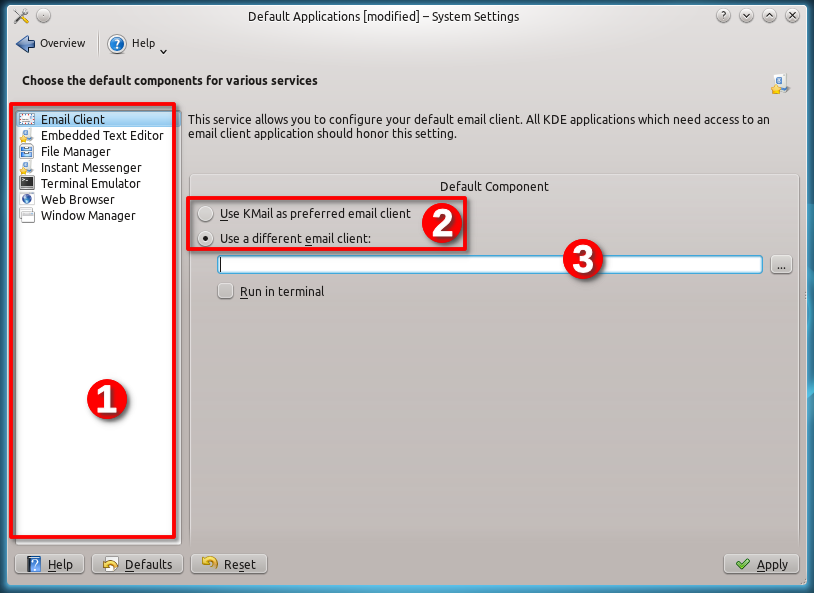 Default Applications [modified] – System Settings
Overview
Help
Choose the default components for various services
Email Client
Embedded Text Editor
File Manager
Instant Messenger
Terminal Emulator
Web Browser
Window Manager
1
This service allows you to configure your default email client. All KDE applications which need access to an
email client application should honor this setting.
Default Component
Use KMail as preferred email client
2
Use a different email client:
3
...
Run in terminal
Help
Defaults
Reset
Apply